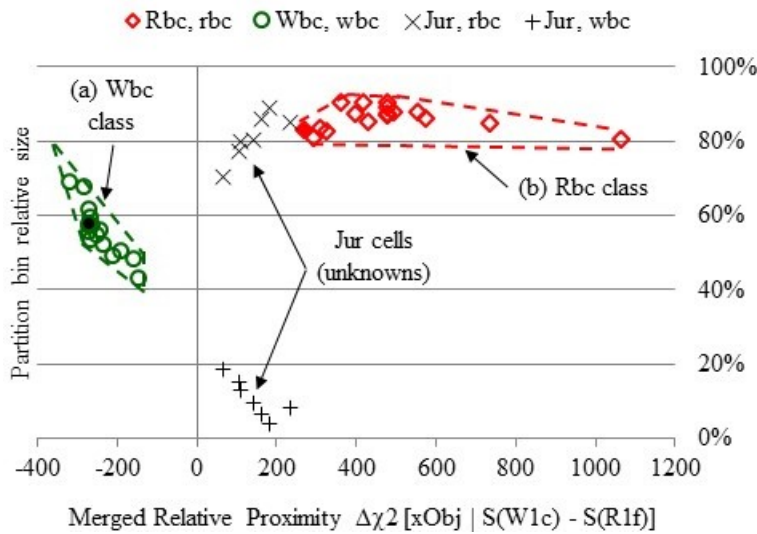 Rbc, rbc Wbc, wbc Jur, rbc Jur, wbc
100%
80%
60%
40%
20%
0%
(a) Wbc
class
(b) Rbc class
Jur cells
(unknowns)
Partition bin relative size
-400 -200 0 200 400 600 800 1000 1200
Merged Relative Proximity Δχ2 [xObj | S(W1c) - S(R1f)]